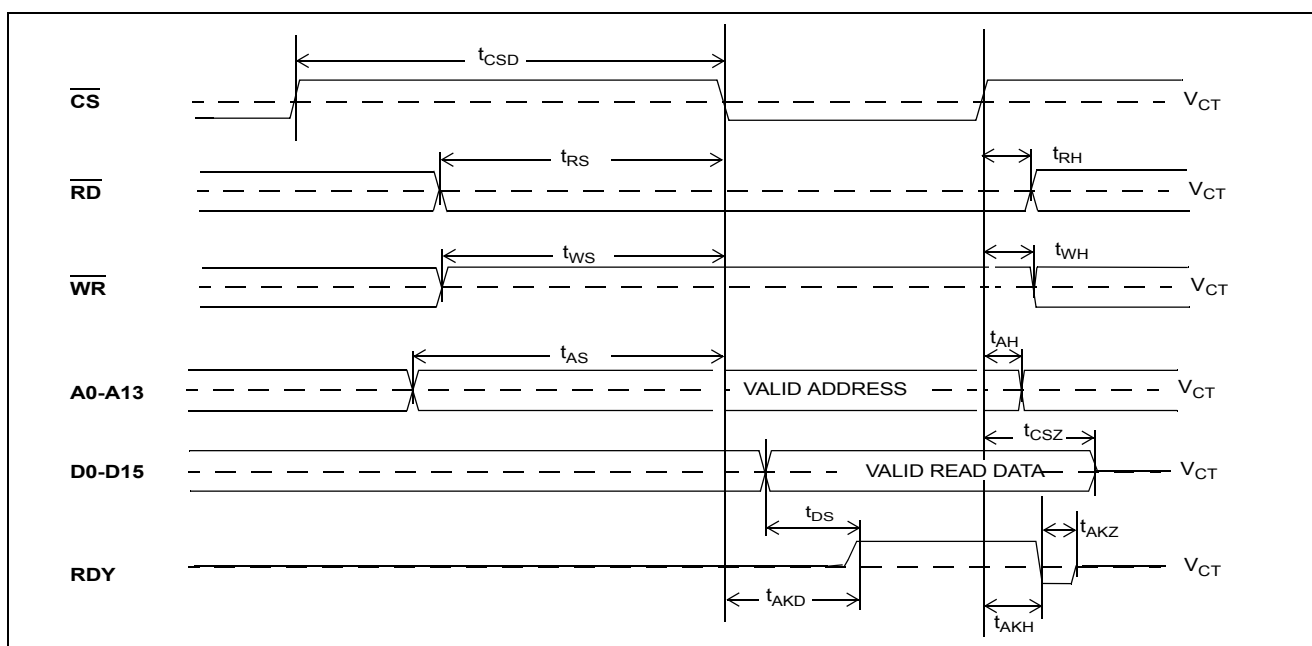 tCSD
CS VCT
tRS tRH
RD VCT
tWS tWH
WR VCT
tAS tAH
A0-A13 VALID ADDRESS VCT
tCSZ
D0-D15 VALID READ DATA VCT
tDS tAKZ
RDY VCT
tAKD tAKH